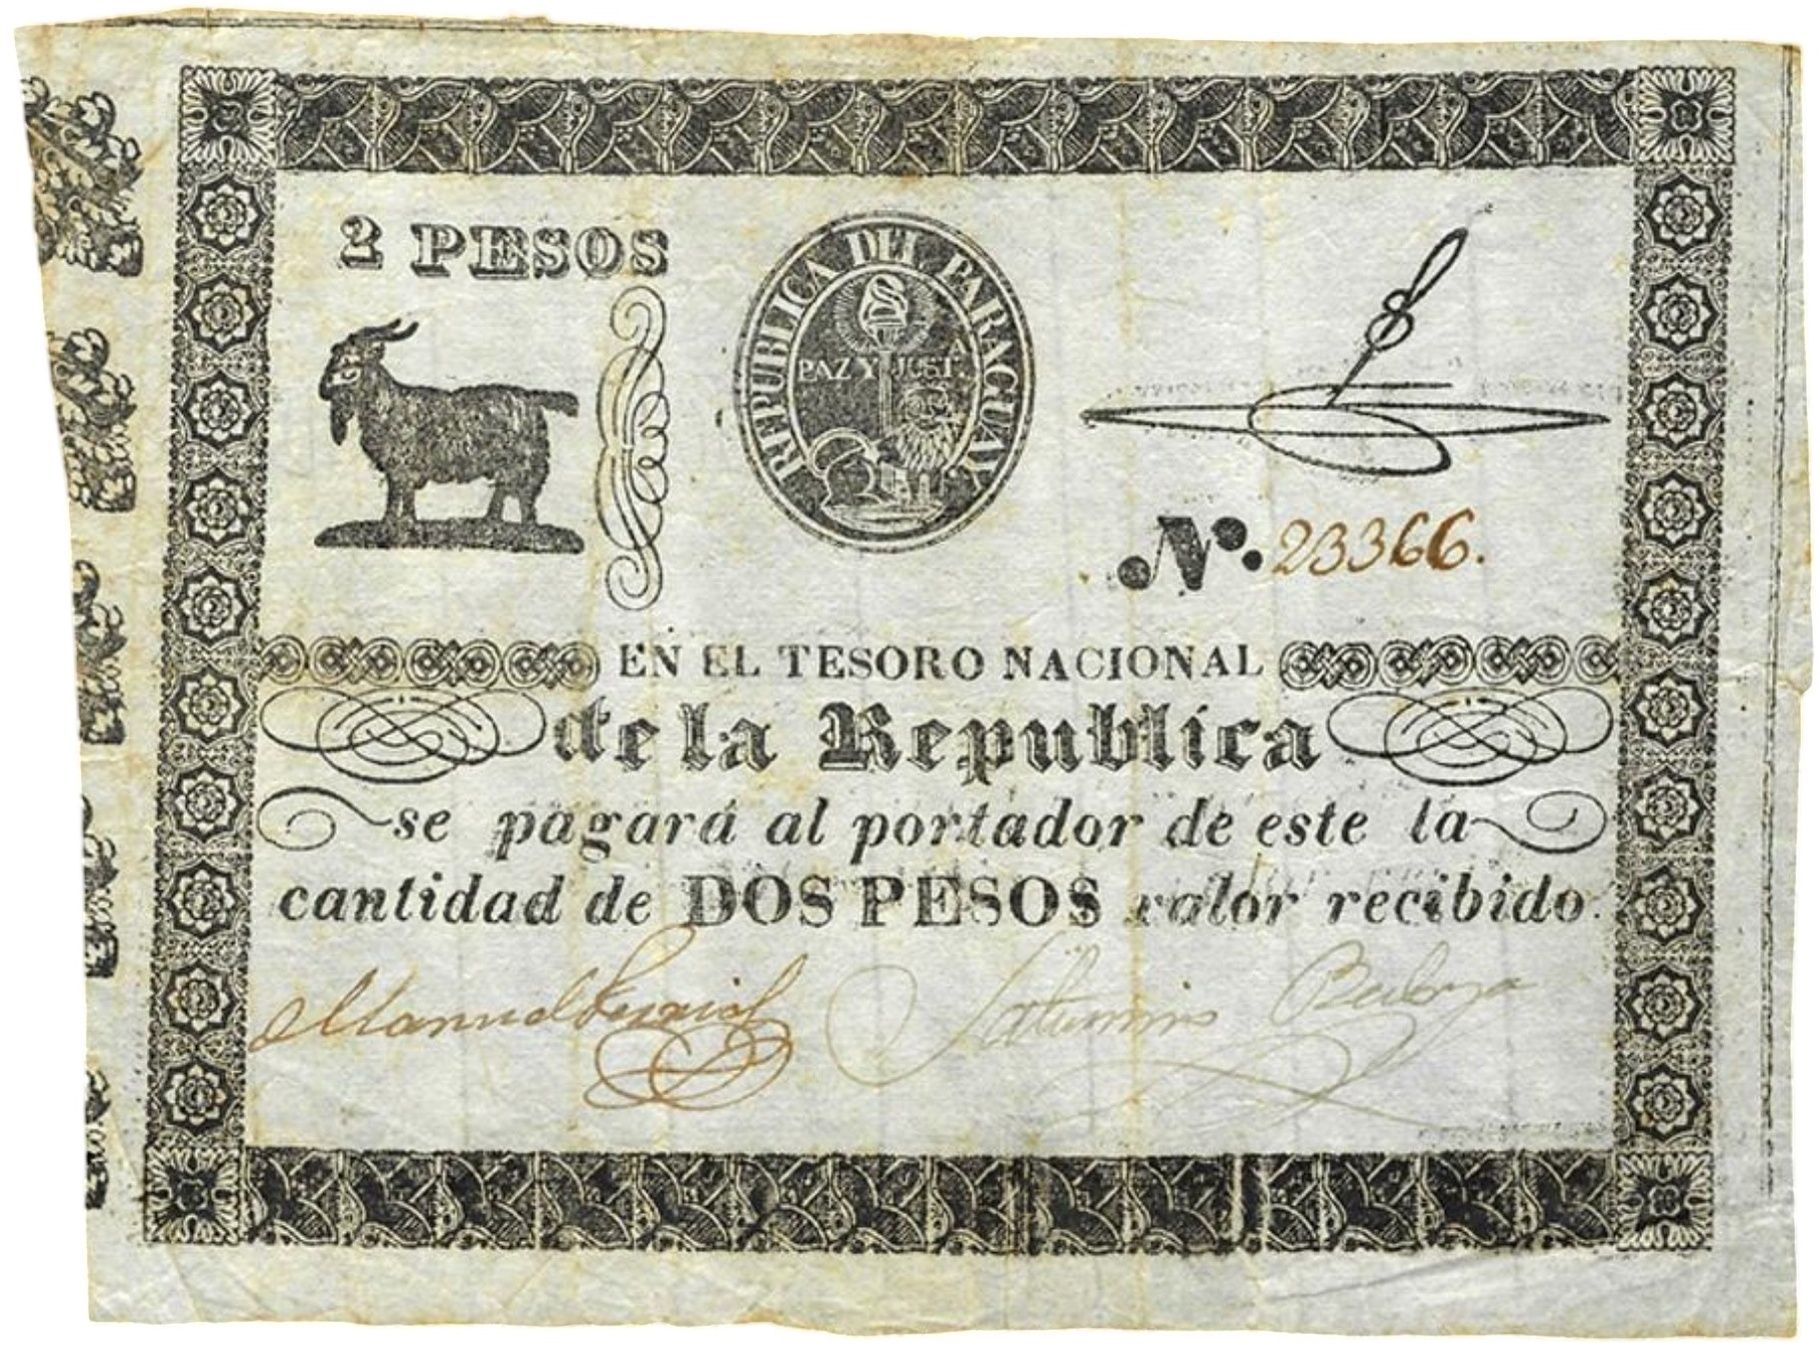 2 PESOS
REPUBLICA DEL PARAGUAY
PAZ Y JUST.ª
N. 23366.
EN EL TESORO NACIONAL
de la Republica
se pagará al portador de este la
cantidad de DOS PESOS valor recibido.
Manuel Saturnino Bedoya